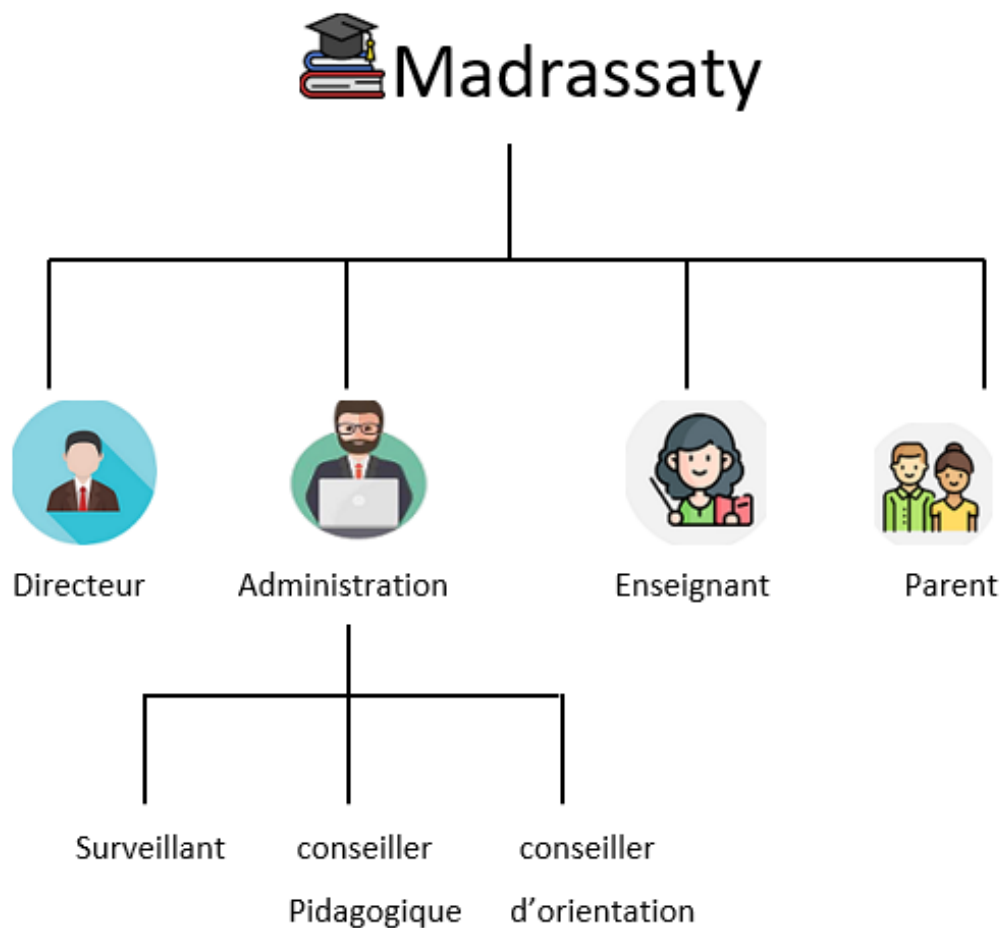 Madrassaty
Directeur
Administration
Enseignant
Parent
Surveillant
conseiller
Pidagogique
conseiller
d’orientation